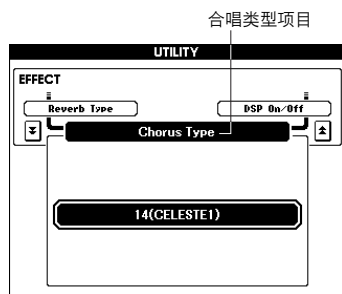 合唱类型项目
UTILITY
EFFECT
Reverb Type
DSP On/Off
Chorus Type
14(CELESTE1)